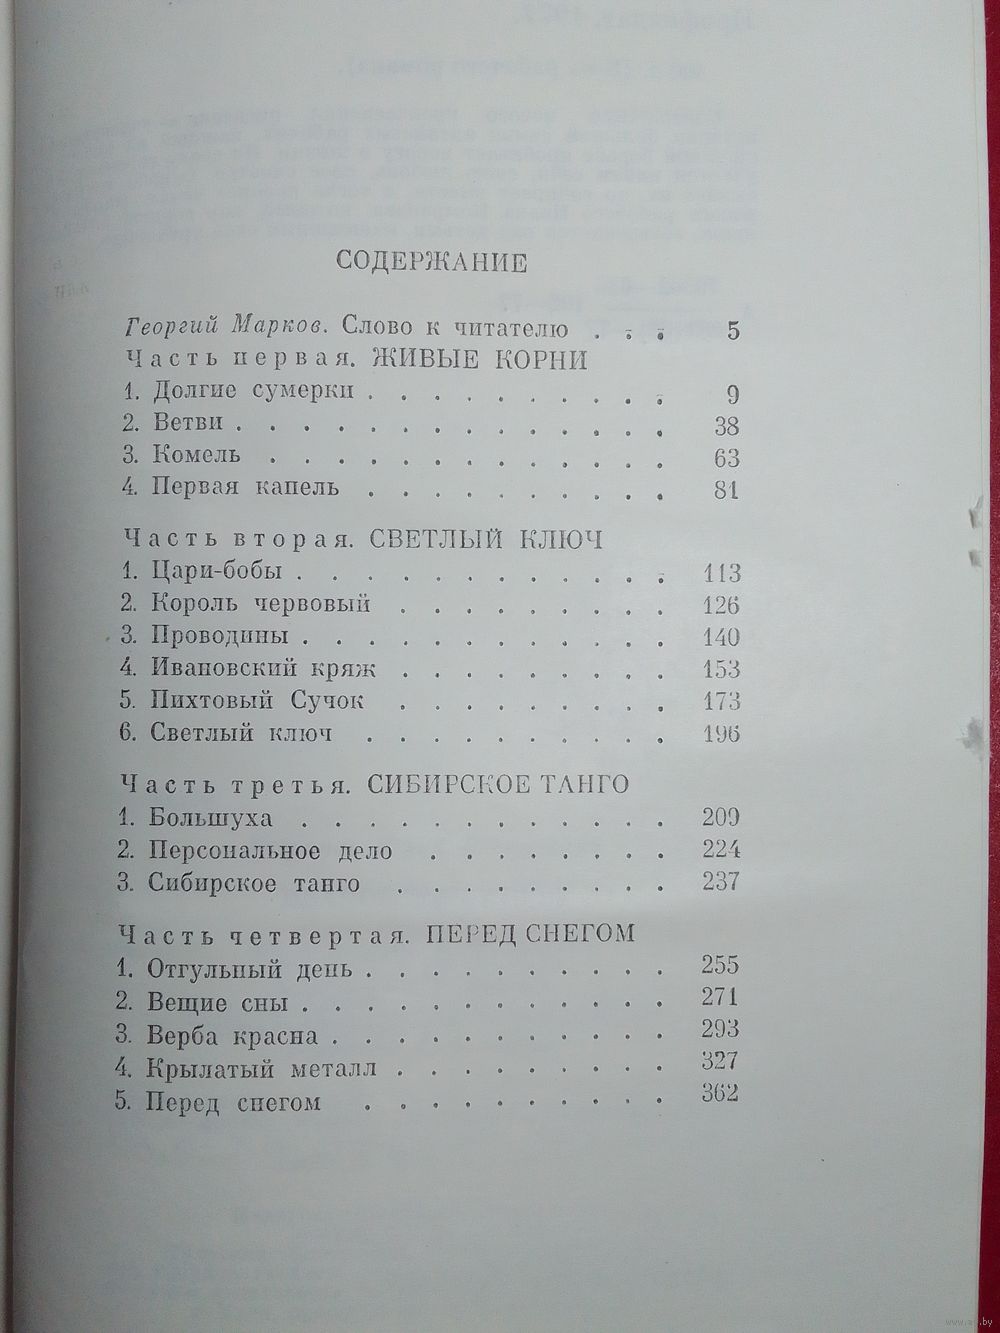 СОДЕРЖАНИЕ
Георгий Марков. Слово к читателю . . . 5
Часть первая. ЖИВЫЕ КОРНИ
1. Долгие сумерки . . . . . . . . . . 9
2. Ветви . . . . . . . . . . . . . 38
3. Комель . . . . . . . . . . . . 63
4. Первая капель . . . . . . . . . 81
Часть вторая. СВЕТЛЫЙ КЛЮЧ
1. Цари-бобы . . . . . . . . . . . 113
2. Король червовый . . . . . . . . 126
3. Проводины . . . . . . . . . . . 140
4. Ивановский кряж . . . . . . . . 153
5. Пихтовый Сучок . . . . . . . . 173
6. Светлый ключ . . . . . . . . . 196
Часть третья. СИБИРСКОЕ ТАНГО
1. Большуха . . . . . . . . . . . 209
2. Персональное дело . . . . . . . 224
3. Сибирское танго . . . . . . . . 237
Часть четвертая. ПЕРЕД СНЕГОМ
1. Отгульный день . . . . . . . . . 255
2. Вещие сны . . . . . . . . . . . 271
3. Верба красна . . . . . . . . . . 293
4. Крылатый металл . . . . . . . . 327
5. Перед снегом . . . . . . . . . 362